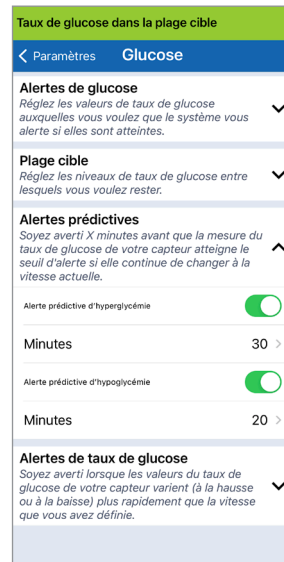 Taux de glucose dans la plage cible
Paramètres Glucose
Alertes de glucose
Réglez les valeurs de taux de glucose
auxquelles vous voulez que le système vous
alerte si elles sont atteintes.
Plage cible
Réglez les niveaux de taux de glucose entre
lesquels vous voulez rester.
Alertes prédictives
Soyez averti X minutes avant que la mesure du
taux de glucose de votre capteur atteigne le
seuil d'alerte si elle continue de changer à la
vitesse actuelle.
Alerte prédictive d'hyperglycémie
Minutes 30
Alerte prédictive d'hypoglycémie
Minutes 20
Alertes de taux de glucose
Soyez averti lorsque les valeurs du taux de
glucose de votre capteur varient (à la hausse
ou à la baisse) plus rapidement que la vitesse
que vous avez définie.